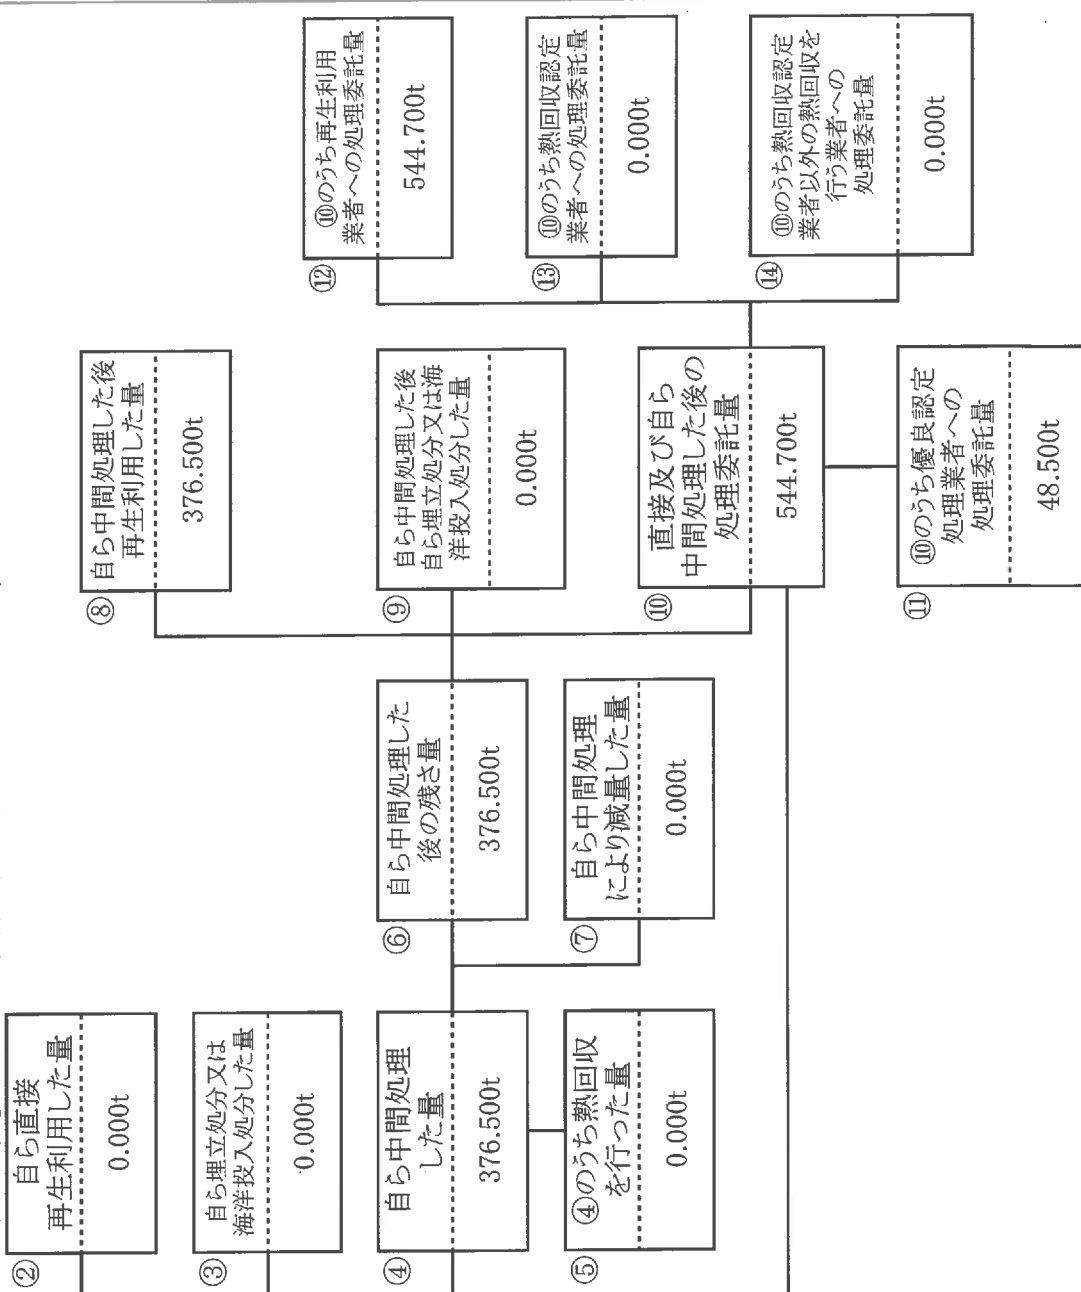 ②
自ら直接
再生利用した量
0.000t
③
自ら埋立処分又は
海洋投入処分した量
0.000t
④
自ら中間処理
した量
376.500t
⑤
④のうち熱回収
を行った量
0.000t
⑥
自ら中間処理した
後の残さ量
376.500t
⑦
自ら中間処理
により減量した量
0.000t
⑧
自ら中間処理した後
再生利用した量
376.500t
⑨
自ら中間処理した後
自ら埋立処分又は海
洋投入処分した量
0.000t
⑩
直接及び自ら
中間処理した後の
処理委託量
544.700t
⑪
⑩のうち優良認定
処理業者への
処理委託量
48.500t
⑫
⑩のうち再生利用
業者への処理委託量
544.700t
⑬
⑩のうち熱回収認定
業者への処理委託量
0.000t
⑭
⑩のうち熱回収認定
業者以外の熱回収を
行う業者への
処理委託量
0.000t